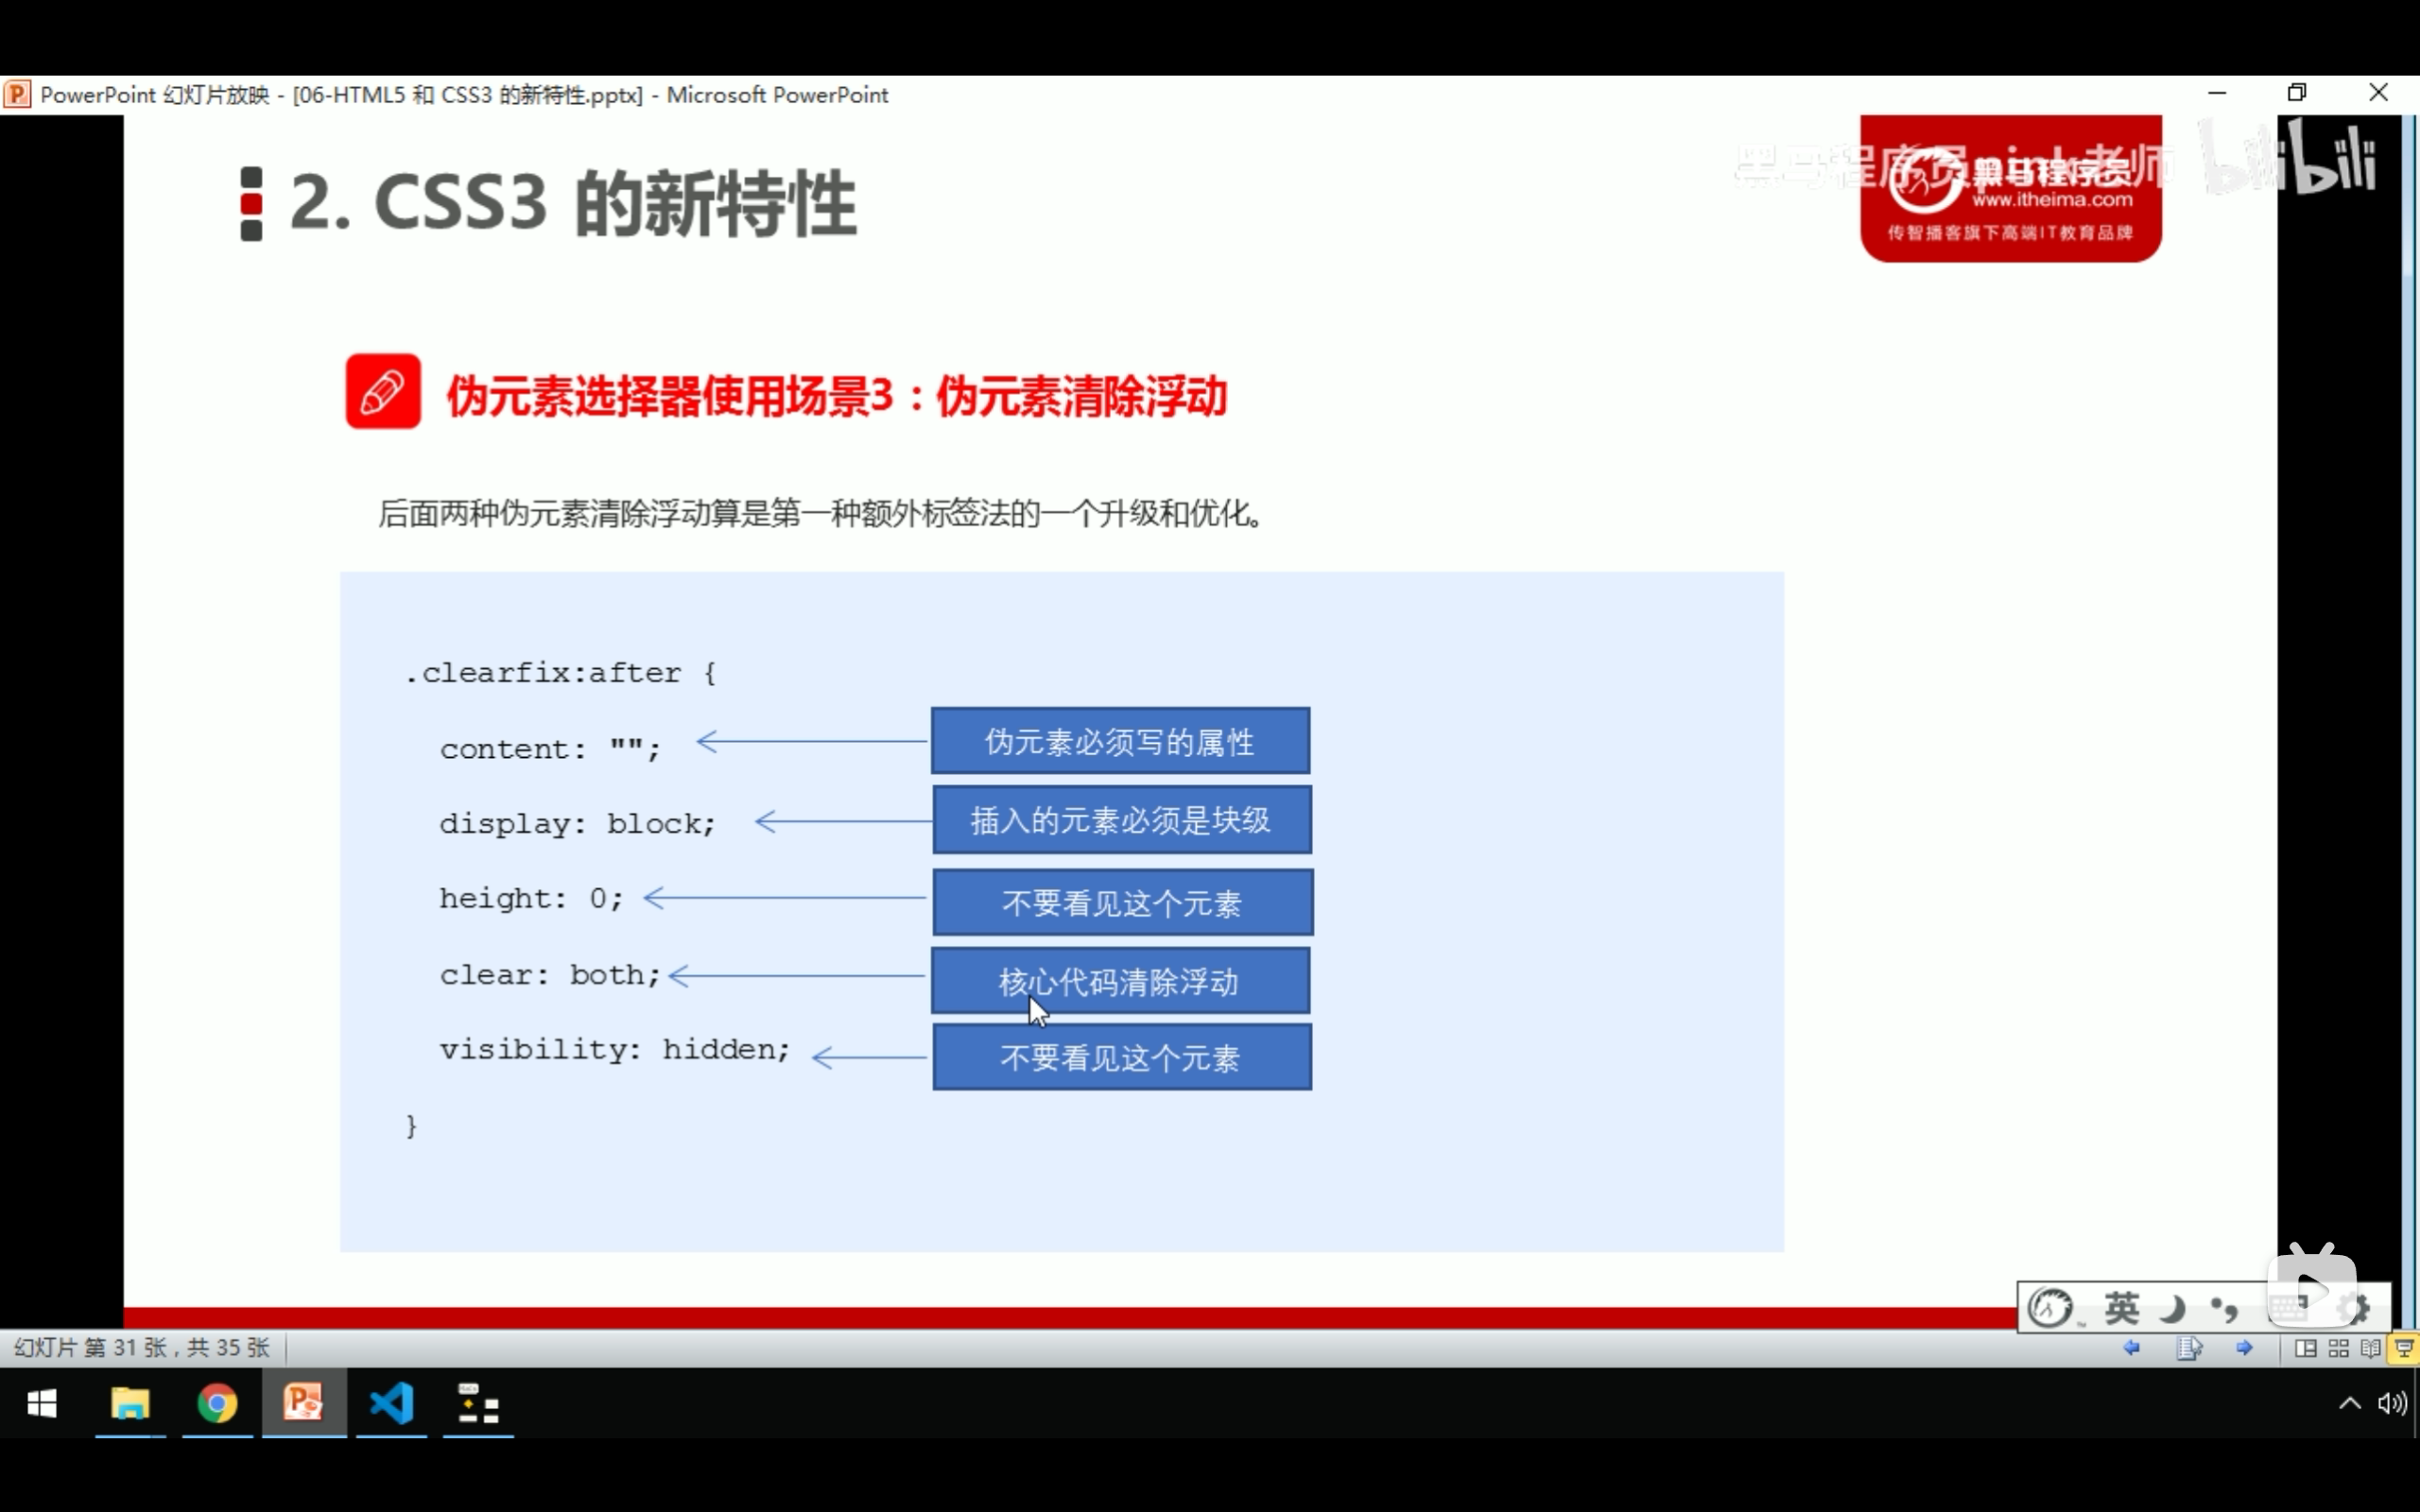 PowerPoint 幻灯片放映 - [06-HTML5 和 CSS3 的新特性.pptx] - Microsoft PowerPoint
2. CSS3 的新特性
黑马程序员pink老师
bilibili
黑马程序员
www.itheima.com
传智播客旗下高端IT教育品牌
伪元素选择器使用场景3：伪元素清除浮动
后面两种伪元素清除浮动算是第一种额外标签法的一个升级和优化。
.clearfix:after {
content: "";
伪元素必须写的属性
display: block;
插入的元素必须是块级
height: 0;
不要看见这个元素
clear: both;
核心代码清除浮动
visibility: hidden;
不要看见这个元素
}
英
幻灯片 第 31 张，共 35 张